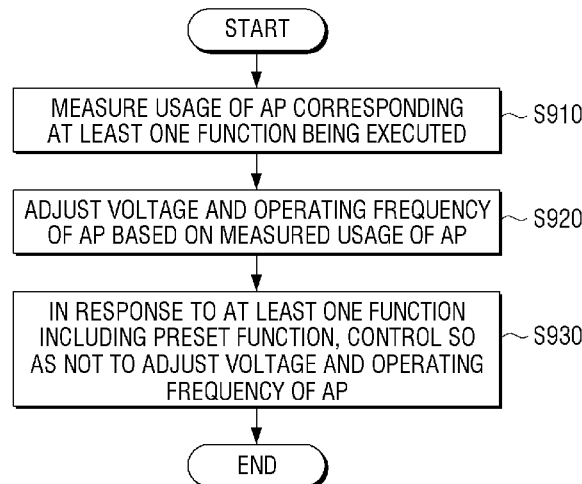 START
MEASURE USAGE OF AP CORRESPONDING
AT LEAST ONE FUNCTION BEING EXECUTED
S910
ADJUST VOLTAGE AND OPERATING FREQUENCY
OF AP BASED ON MEASURED USAGE OF AP
S920
IN RESPONSE TO AT LEAST ONE FUNCTION
INCLUDING PRESET FUNCTION, CONTROL SO
AS NOT TO ADJUST VOLTAGE AND OPERATING
FREQUENCY OF AP
S930
END